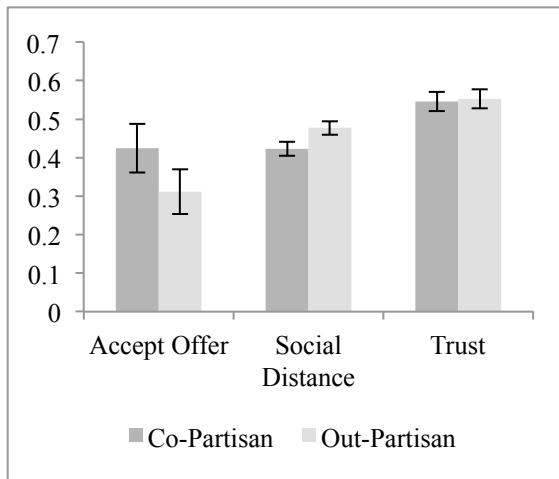 0.7
0.6
0.5
0.4
0.3
0.2
0.1
0
Accept Offer
Social
Distance
Trust
Co-Partisan
Out-Partisan